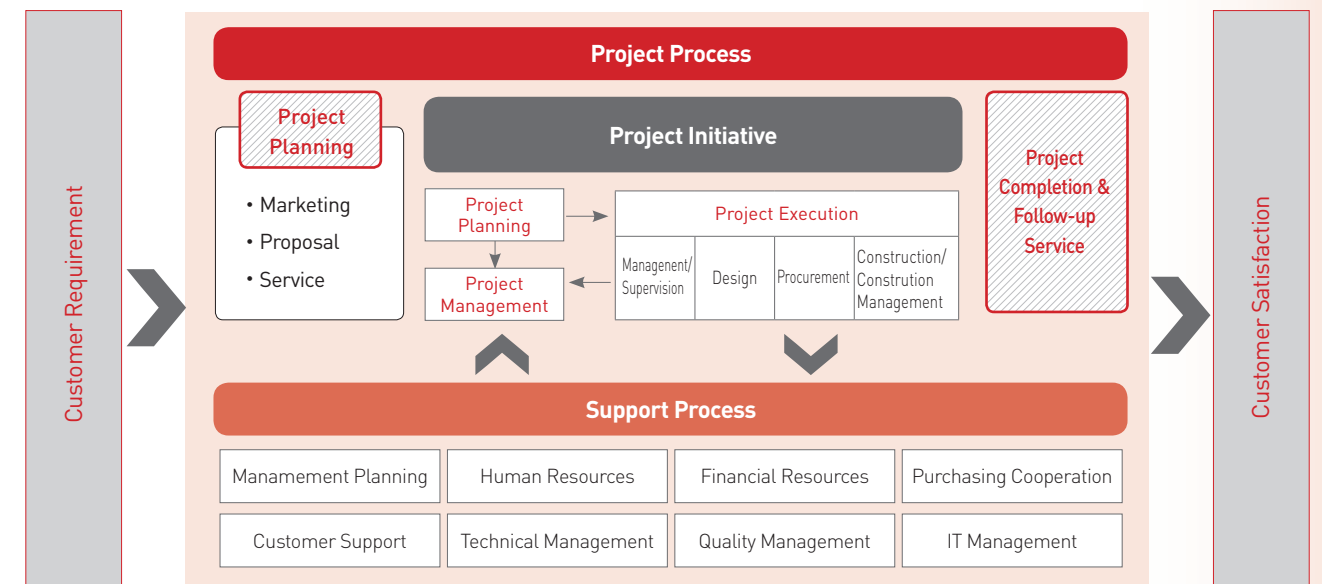 Customer Requirement
Project Process
Project
Planning
• Marketing
• Proposal
• Service
Project Initiative
Project
Planning
Project
Management
Project Execution
Managenent/
Supervision
Design
Procurement
Construction/
Constrution
Management
Project
Completion &
Follow-up
Service
Support Process
Manamement Planning
Human Resources
Financial Resources
Purchasing Cooperation
Customer Support
Technical Management
Quality Management
IT Management
Customer Satisfaction